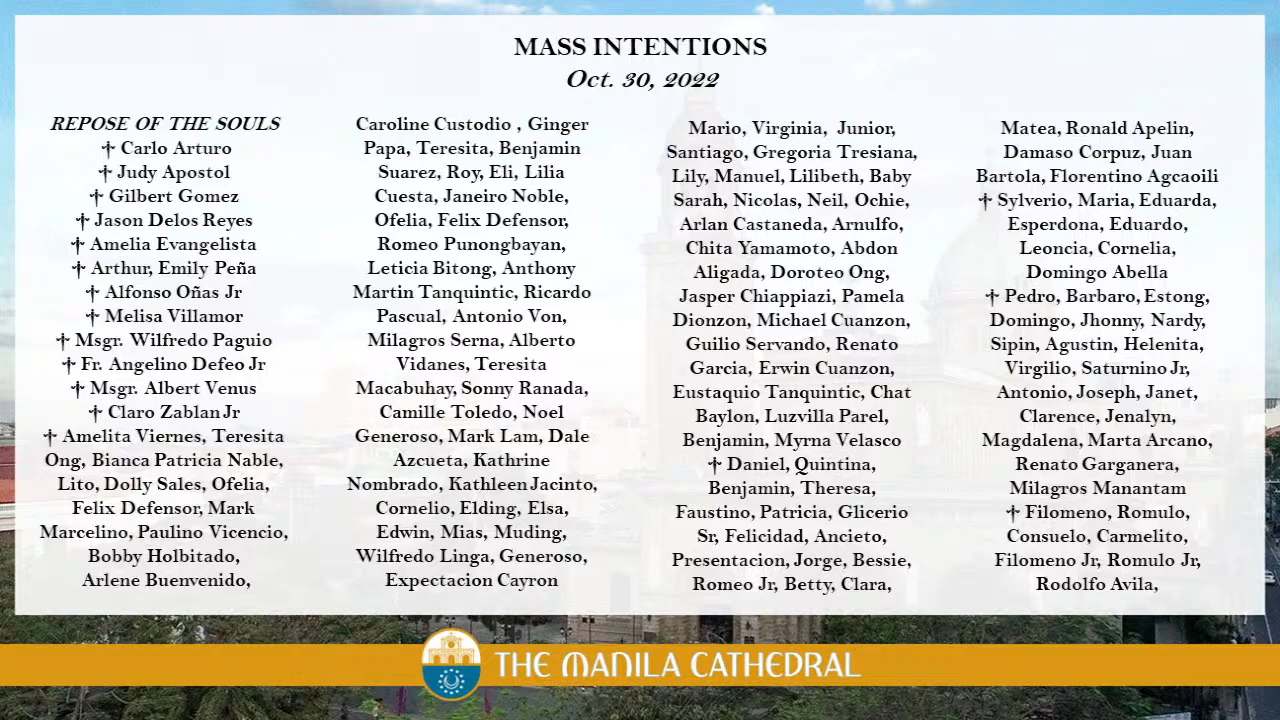 MASS INTENTIONS
Oct. 30, 2022
REPOSE OF THE SOULS
✝ Carlo Arturo
✝ Judy Apostol
✝ Gilbert Gomez
✝ Jason Delos Reyes
✝ Amelia Evangelista
✝ Arthur, Emily Peña
✝ Alfonso Oñas Jr
✝ Melisa Villamor
✝ Msgr. Wilfredo Paguio
✝ Fr. Angelino Defeo Jr
✝ Msgr. Albert Venus
✝ Claro Zablan Jr
✝ Amelita Viernes, Teresita
Ong, Bianca Patricia Nable,
Lito, Dolly Sales, Ofelia,
Felix Defensor, Mark
Marcelino, Paulino Vicencio,
Bobby Holbitado,
Arlene Buenvenido,
Caroline Custodio , Ginger
Papa, Teresita, Benjamin
Suarez, Roy, Eli, Lilia
Cuesta, Janeiro Noble,
Ofelia, Felix Defensor,
Romeo Punongbayan,
Leticia Bitong, Anthony
Martin Tanquintic, Ricardo
Pascual, Antonio Von,
Milagros Serna, Alberto
Vidanes, Teresita
Macabuhay, Sonny Ranada,
Camille Toledo, Noel
Generoso, Mark Lam, Dale
Azcueta, Kathrine
Nombrado, Kathleen Jacinto,
Cornelio, Elding, Elsa,
Edwin, Mias, Muding,
Wilfredo Linga, Generoso,
Expectacion Cayron
Mario, Virginia, Junior,
Santiago, Gregoria Tresiana,
Lily, Manuel, Lilibeth, Baby
Sarah, Nicolas, Neil, Ochie,
Arlan Castaneda, Arnulfo,
Chita Yamamoto, Abdon
Aligada, Doroteo Ong,
Jasper Chiappiazi, Pamela
Dionzon, Michael Cuanzon,
Guilio Servando, Renato
Garcia, Erwin Cuanzon,
Eustaquio Tanquintic, Chat
Baylon, Luzvilla Parel,
Benjamin, Myrna Velasco
✝ Daniel, Quintina,
Benjamin, Theresa,
Faustino, Patricia, Glicerio
Sr, Felicidad, Ancieto,
Presentacion, Jorge, Bessie,
Romeo Jr, Betty, Clara,
Matea, Ronald Apelin,
Damaso Corpuz, Juan
Bartola, Florentino Agcaoili
✝ Sylverio, Maria, Eduarda,
Esperdona, Eduardo,
Leoncia, Cornelia,
Domingo Abella
✝ Pedro, Barbaro, Estong,
Domingo, Jhonny, Nardy,
Sipin, Agustin, Helenita,
Virgilio, Saturnino Jr,
Antonio, Joseph, Janet,
Clarence, Jenalyn,
Magdalena, Marta Arcano,
Renato Garganera,
Milagros Manantam
✝ Filomeno, Romulo,
Consuelo, Carmelito,
Filomeno Jr, Romulo Jr,
Rodolfo Avila,
THE MANILA CATHEDRAL